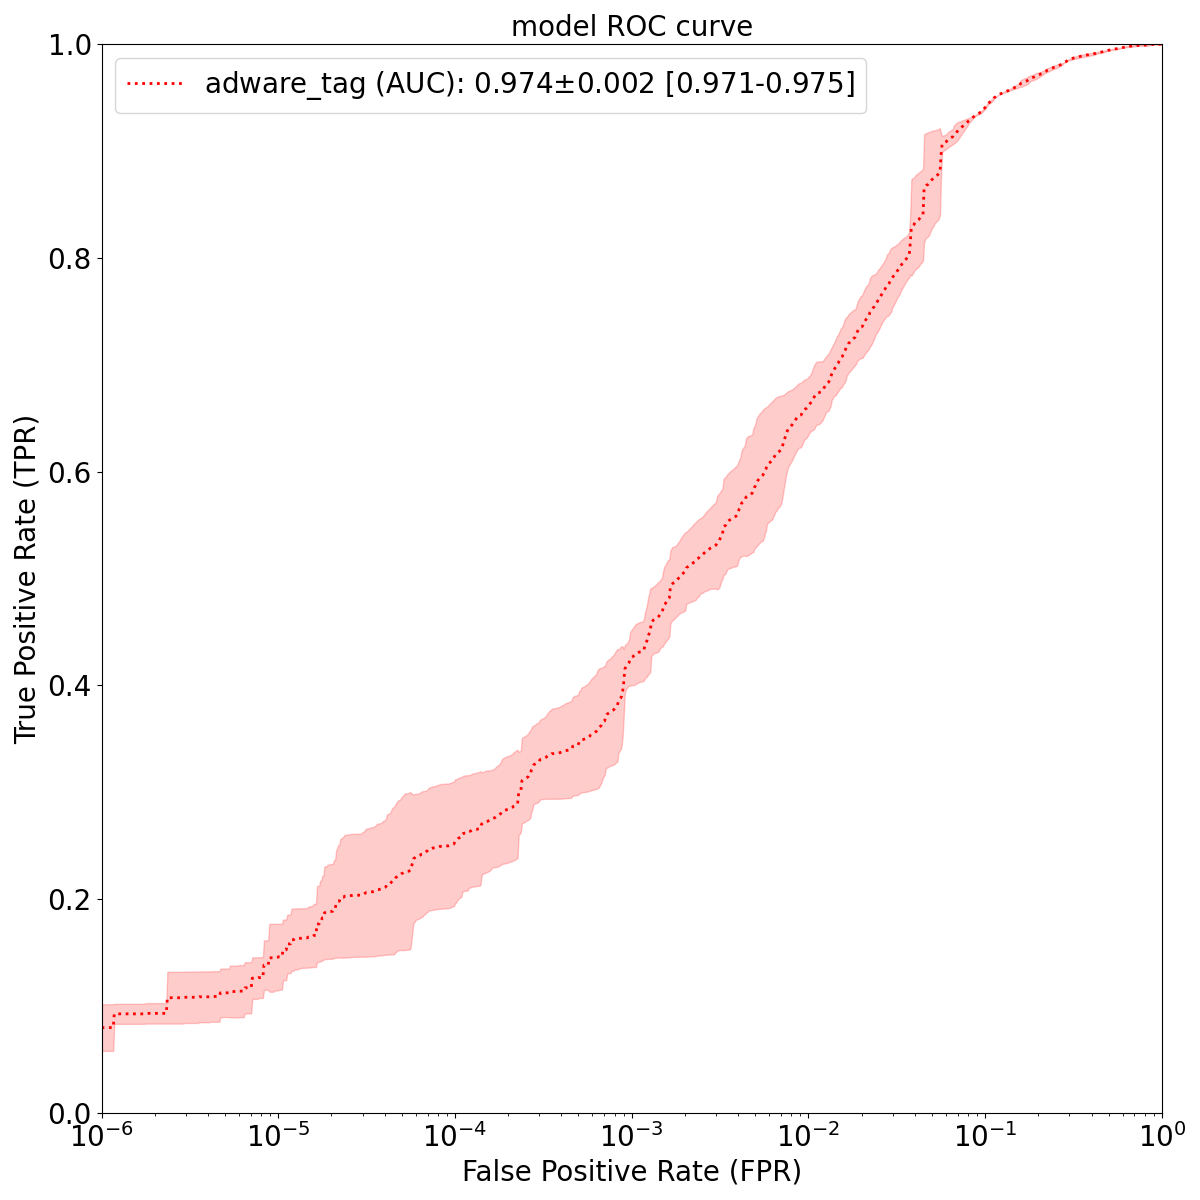 model ROC curve
adware_tag (AUC): 0.974±0.002 [0.971-0.975]
True Positive Rate (TPR)
1.0
0.8
0.6
0.4
0.2
0.0
10⁻⁶ 10⁻⁵ 10⁻⁴ 10⁻³ 10⁻² 10⁻¹ 10⁰
False Positive Rate (FPR)